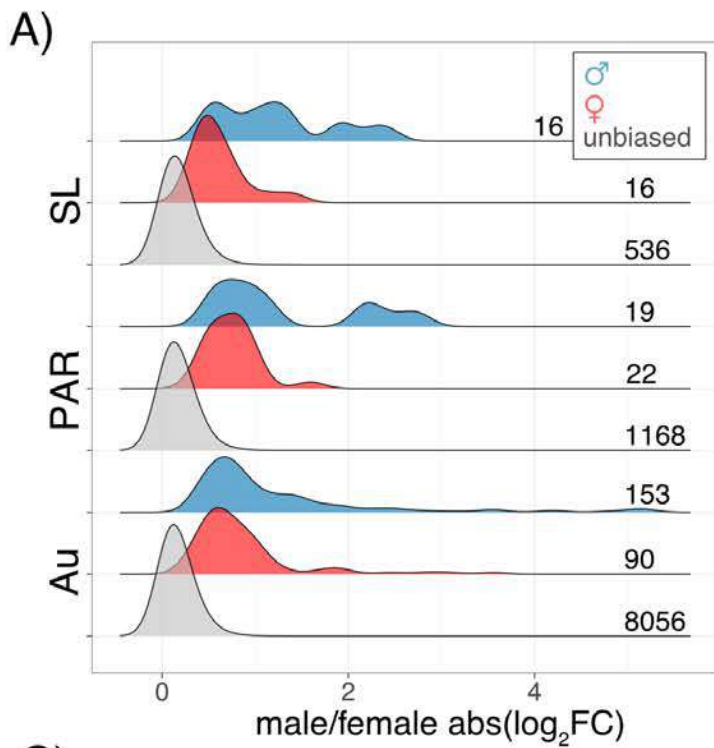 A)
♂
♀
unbiased
SL
16
16
536
PAR
19
22
1168
Au
153
90
8056
0 2 4
male/female abs(log₂FC)